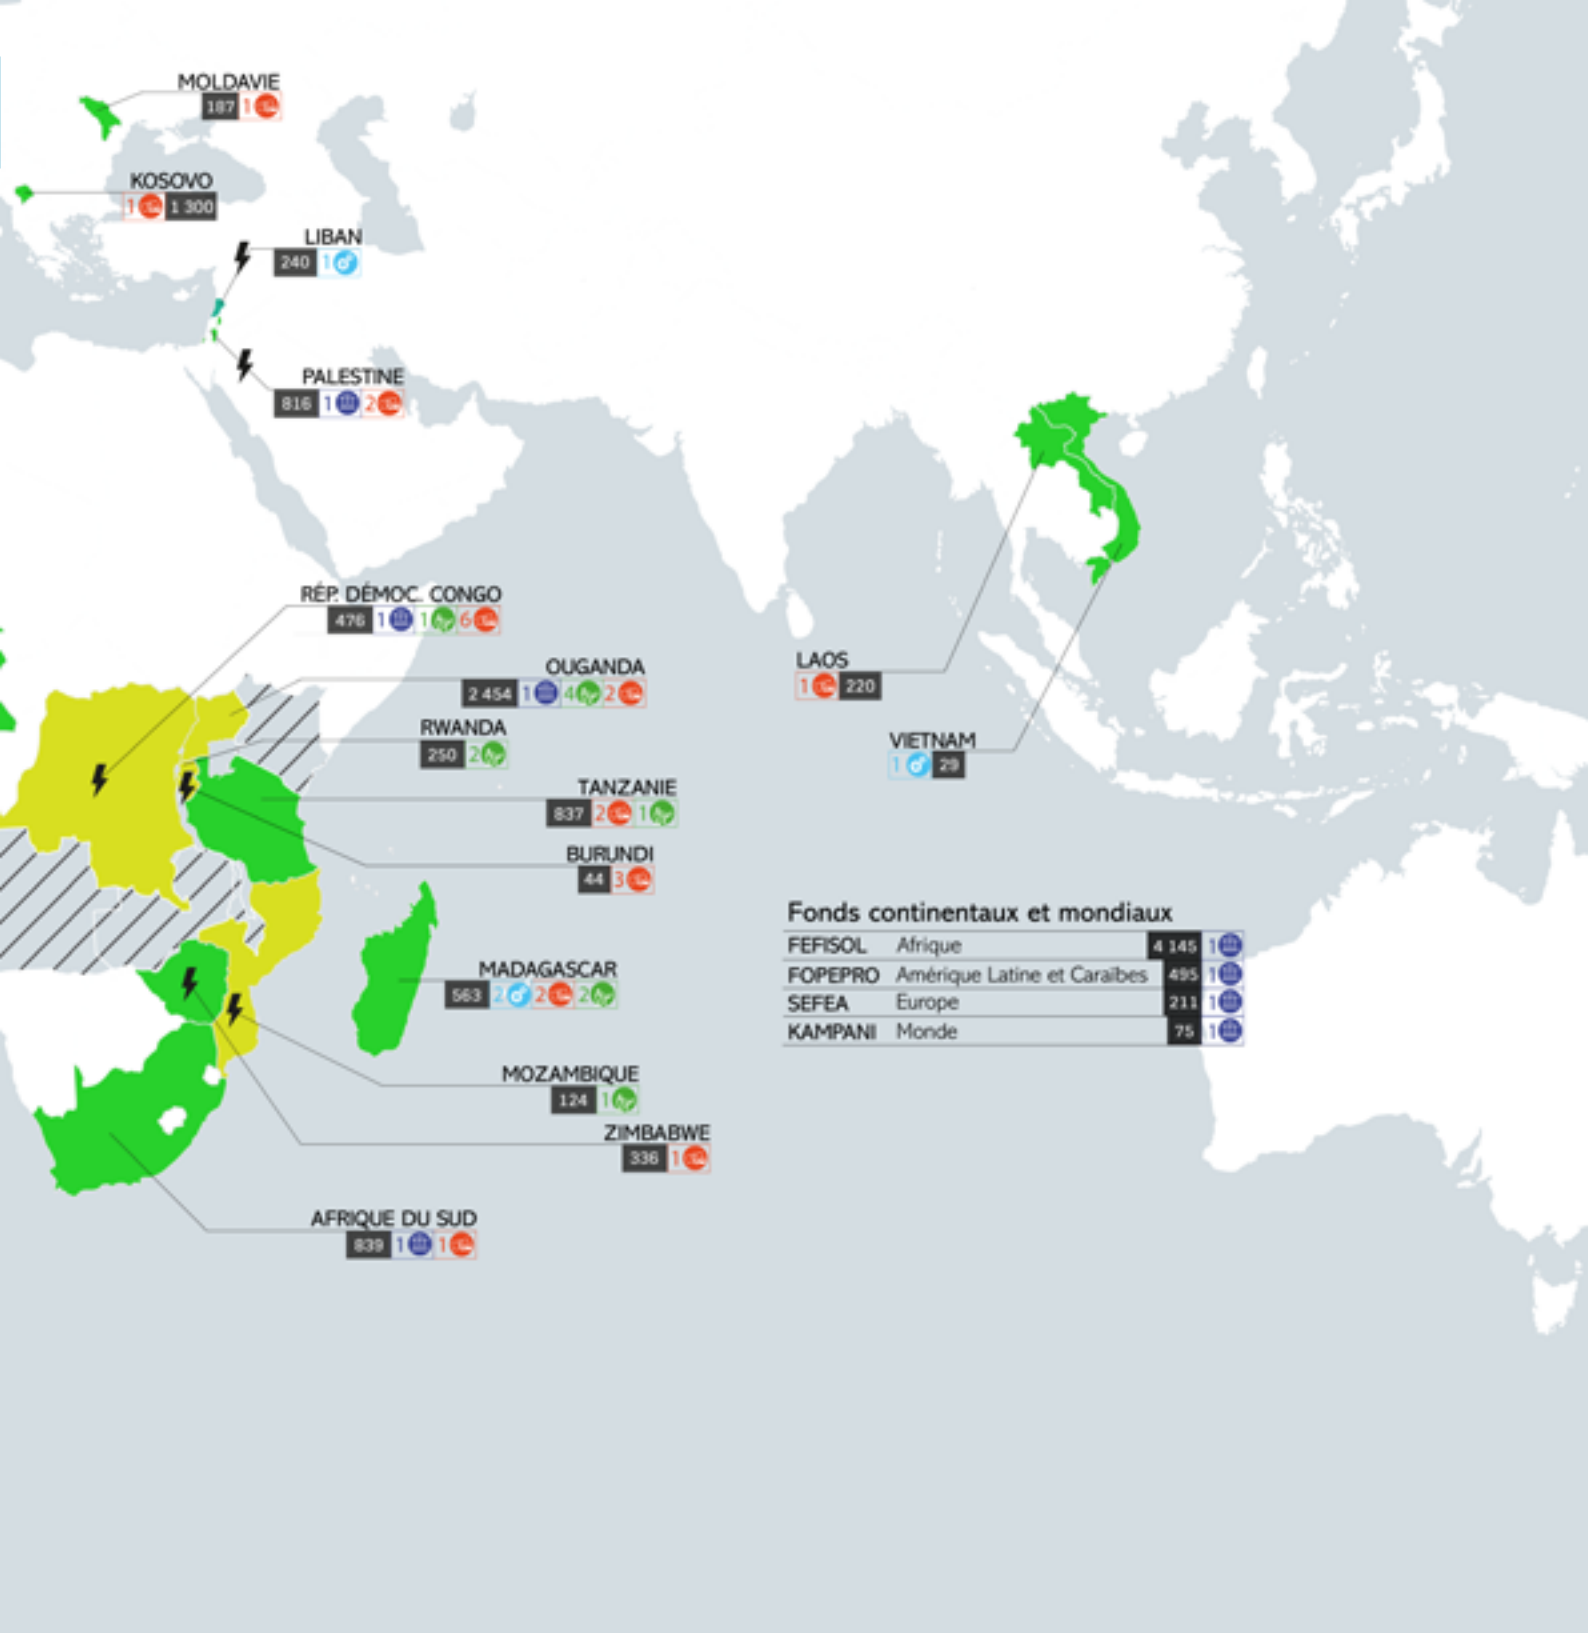 MOLDAVIE
187 1
KOSOVO
1 1 300
LIBAN
240 1
PALESTINE
816 1 2
RÉP. DÉMOC. CONGO
476 1 1 6
OUGANDA
2 454 1 4 2
RWANDA
250 2
TANZANIE
837 2 1
BURUNDI
44 3
MADAGASCAR
563 2 2 2
MOZAMBIQUE
124 1
ZIMBABWE
336 1
AFRIQUE DU SUD
839 1 1
LAOS
1 220
VIETNAM
1 29
Fonds continentaux et mondiaux
FEFISOL Afrique 4 145 1
FOPEPRO Amérique Latine et Caraïbes 495 1
SEFEA Europe 211 1
KAMPANI Monde 75 1